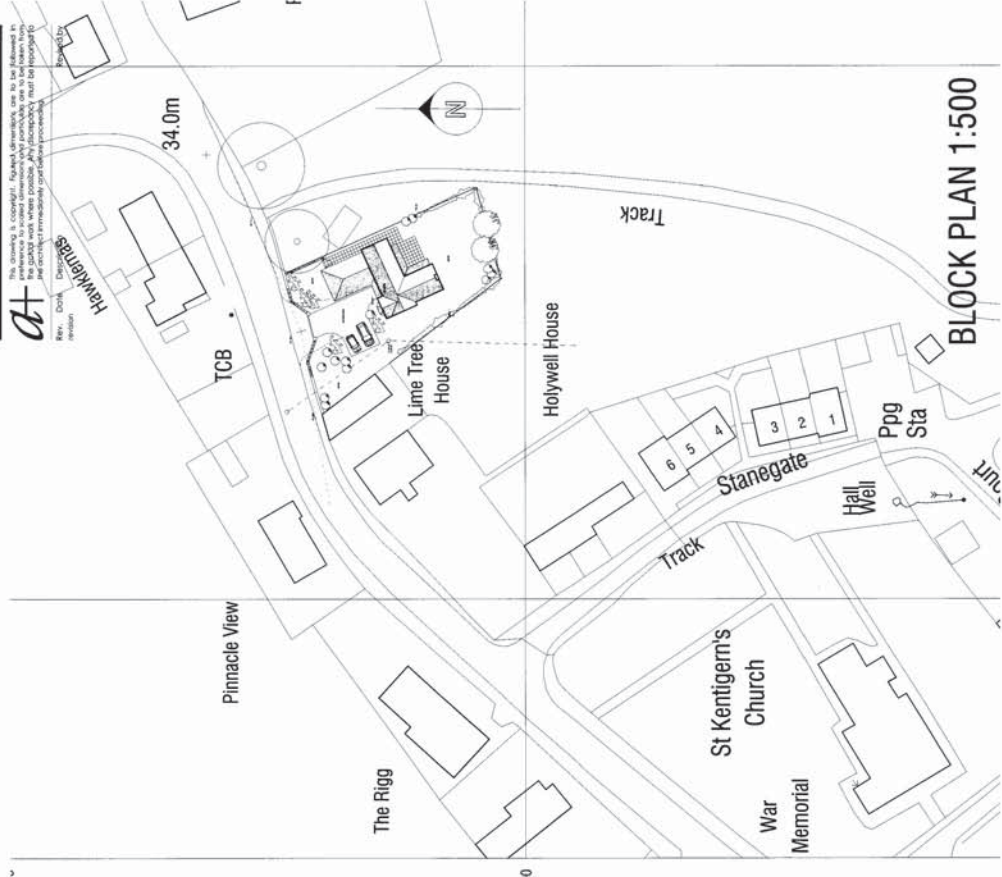 This drawing is copyright. Figured dimensions are to be followed in
preference to scaled dimensions and particulars are to be taken from
the actual work where possible. Any discrepancy must be reported to
the architect immediately and before proceeding.
Rev. Date Description Revised by
revision
Hawklemas
34.0m
TCB
N
Track
Lime Tree
House
Holywell House
Pinnacle View
The Rigg
6
5
4
3
2
1
Stanegate
Ppg
Sta
Hall
Well
Track
St Kentigern's
Church
War
Memorial
BLOCK PLAN 1:500
0